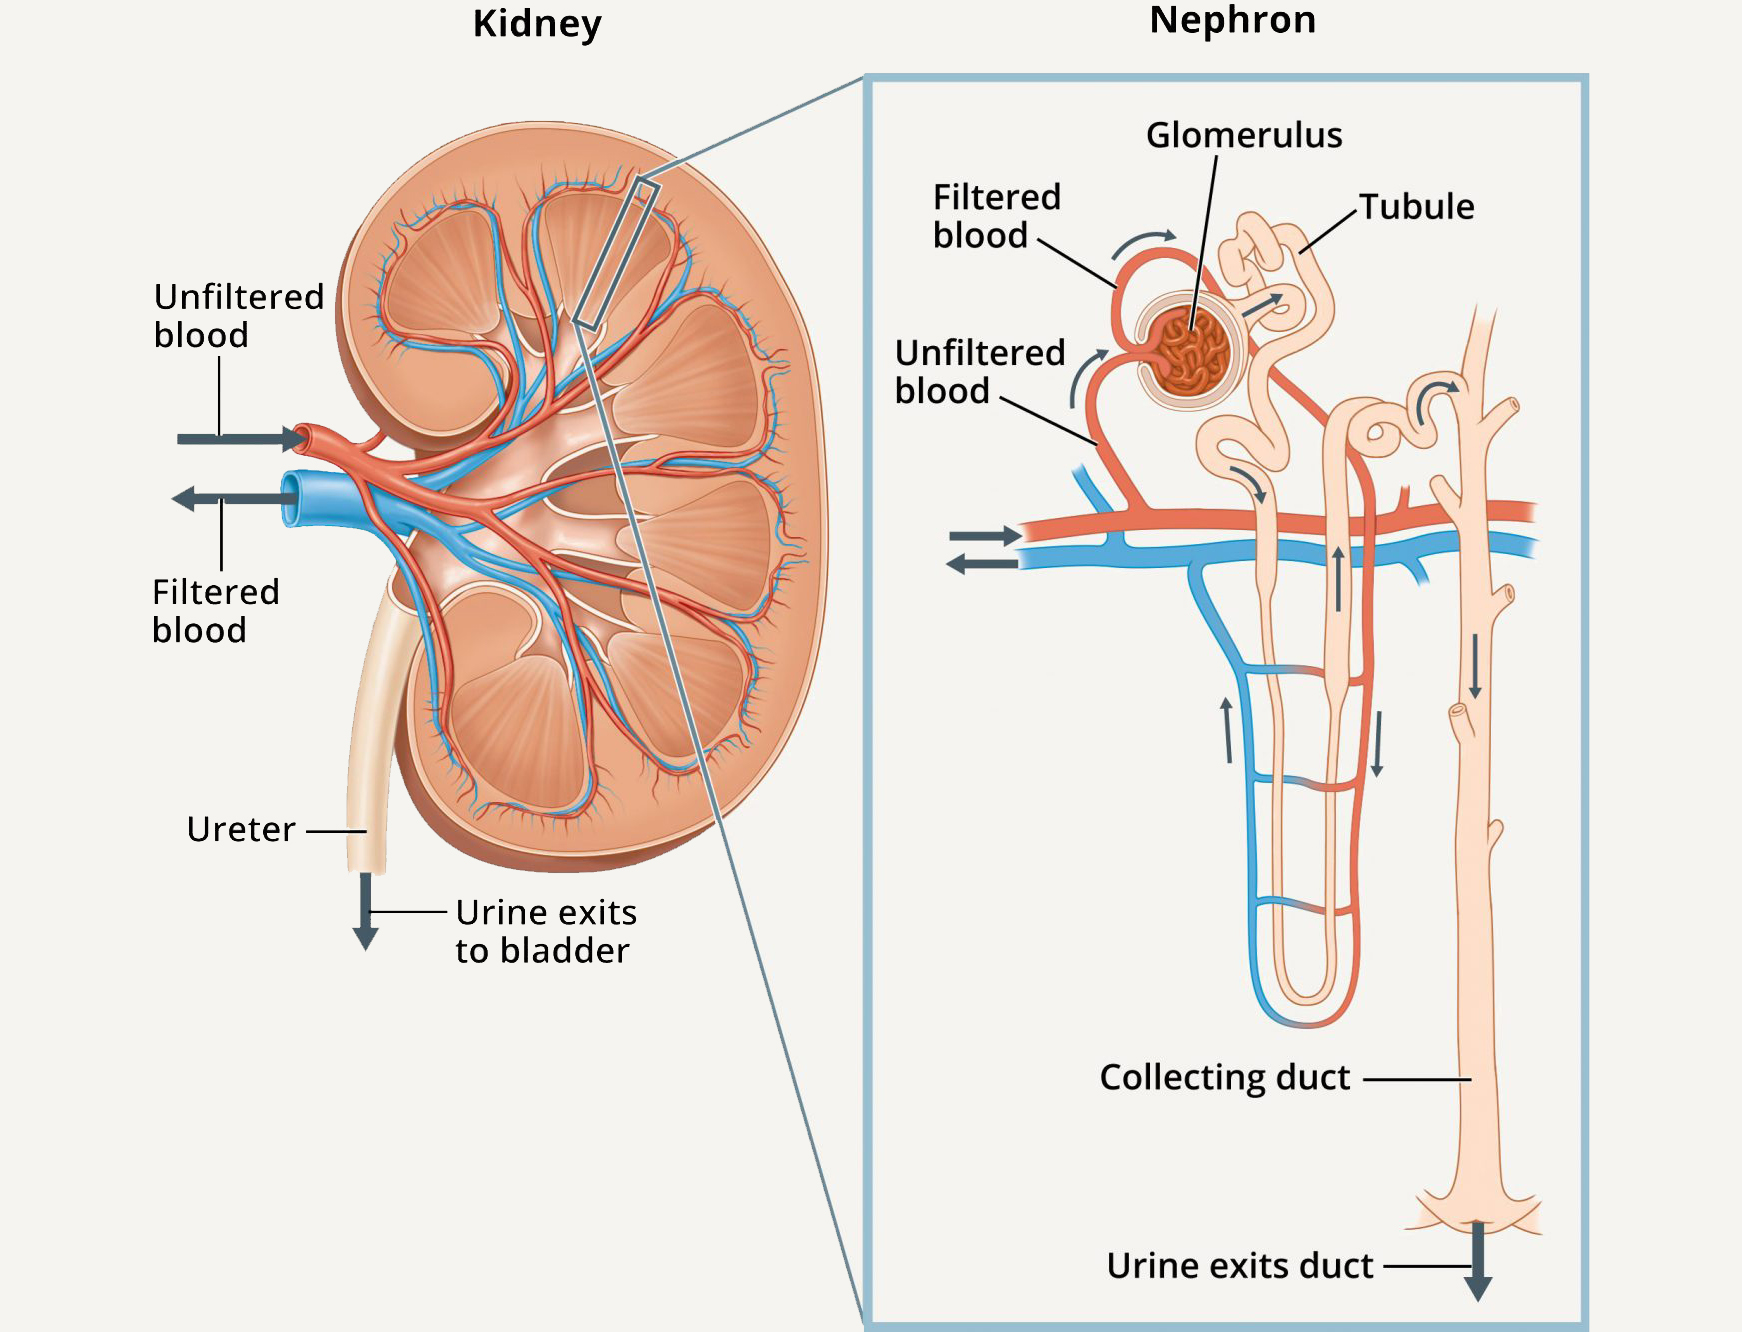 Kidney
Unfiltered
blood
Filtered
blood
Ureter
Urine exits
to bladder
Nephron
Glomerulus
Filtered
blood
Tubule
Unfiltered
blood
Collecting duct
Urine exits duct